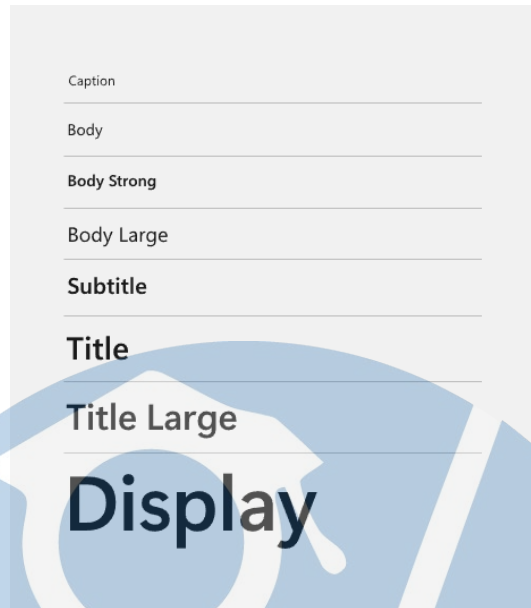 Caption
Body
Body Strong
Body Large
Subtitle
Title
Title Large
Display